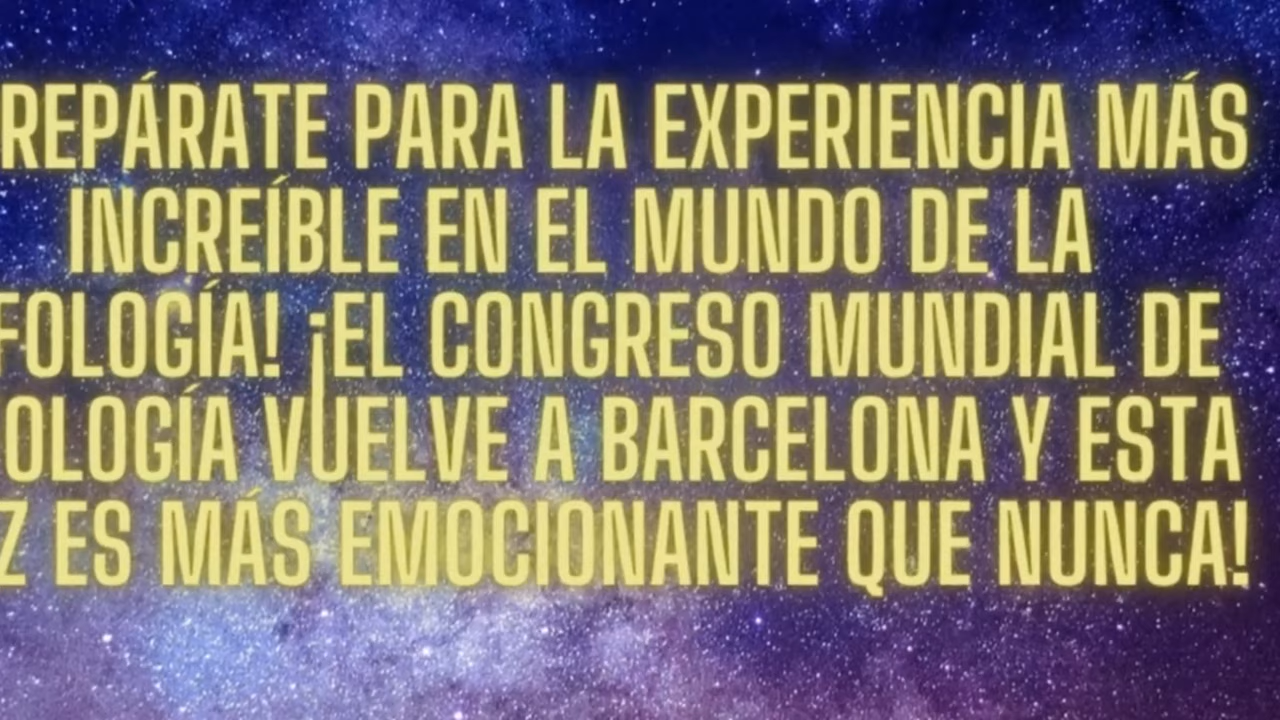 REPÁRATE PARA LA EXPERIENCIA MÁS
INCREÍBLE EN EL MUNDO DE LA
FOLOGÍA! ¡EL CONGRESO MUNDIAL DE
OLOGÍA VUELVE A BARCELONA Y ESTA
Z ES MÁS EMOCIONANTE QUE NUNCA!